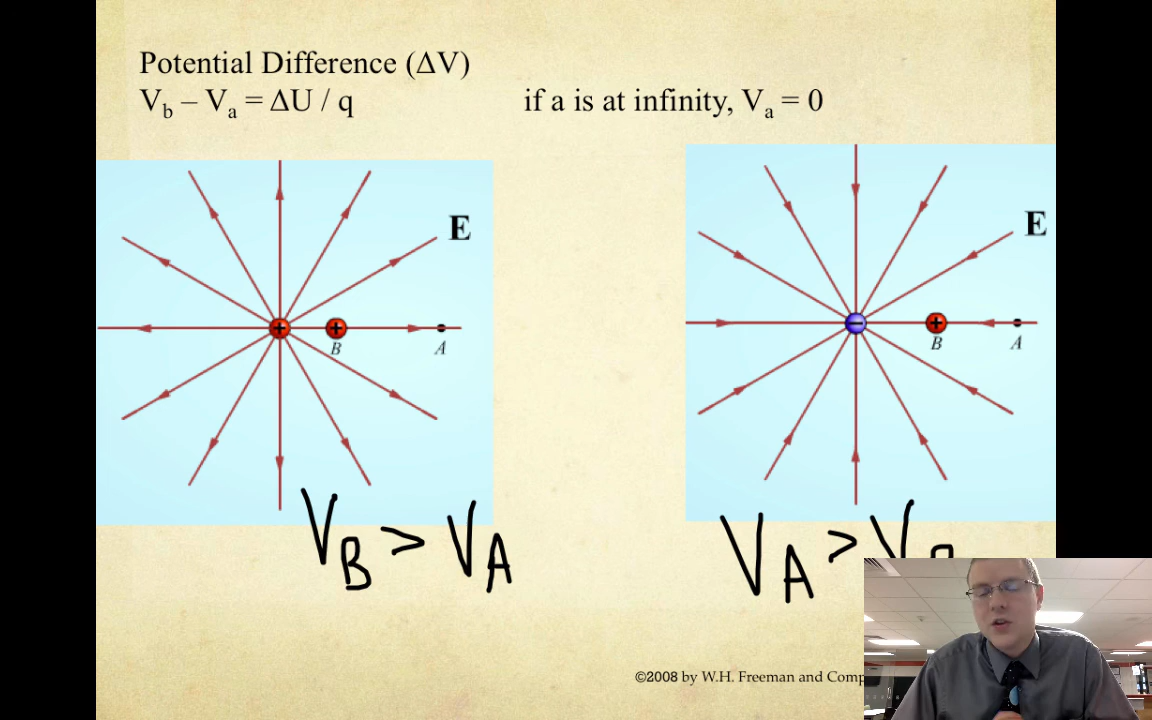 Potential Difference (ΔV)
V_b – V_a = ΔU / q if a is at infinity, V_a = 0
E
E
+ + B A
– + B A
V_B > V_A
V_A > V
©2008 by W.H. Freeman and Comp